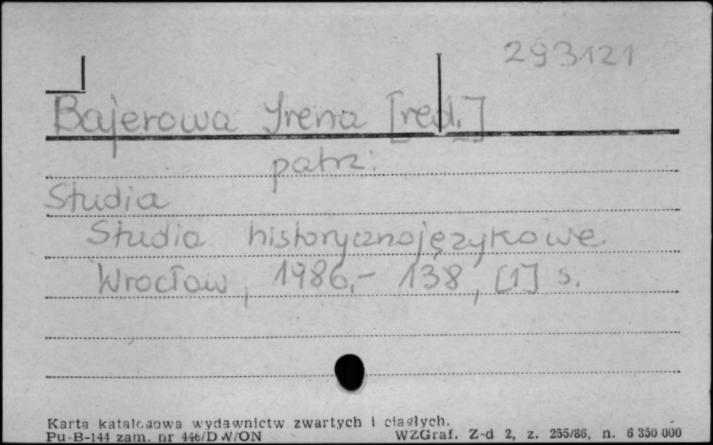 293121
Bajerowa Irena [red.]
patrz:
Studia
Studia historycznojęzykowe.
Wrocław, 1986,- 138, [1] s.
Karta katalogowa wydawnictw zwartych i ciągłych.
Pu-B-144 zam. nr 446/D W/ON WZGraf. Z-d 2, z. 255/86, n. 6 350 000